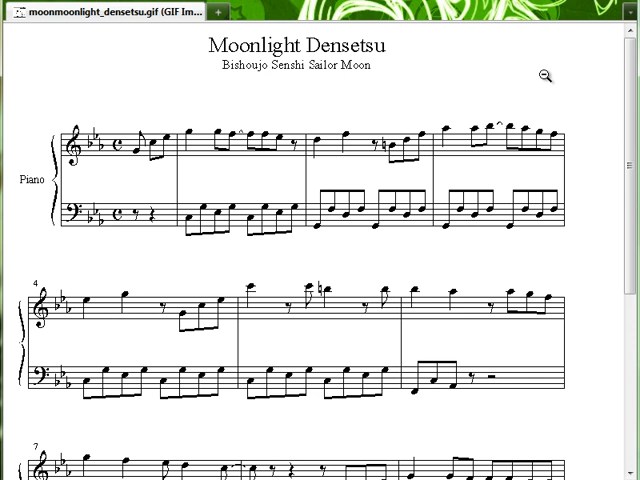 moonmoonlight_densetsu.gif (GIF Im...
Moonlight Densetsu
Bishoujo Senshi Sailor Moon
Piano
4
7